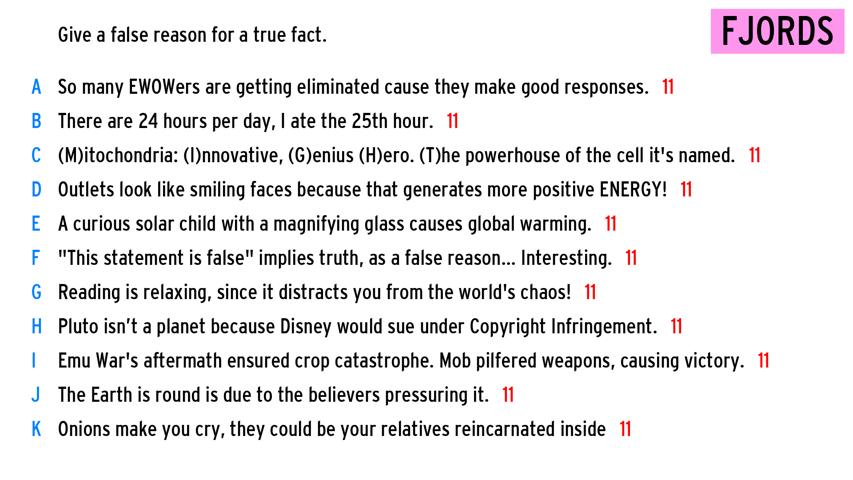 Give a false reason for a true fact.
FJORDS
A So many EWOWers are getting eliminated cause they make good responses. 11
B There are 24 hours per day, I ate the 25th hour. 11
C (M)itochondria: (I)nnovative, (G)enius (H)ero. (T)he powerhouse of the cell it's named. 11
D Outlets look like smiling faces because that generates more positive ENERGY! 11
E A curious solar child with a magnifying glass causes global warming. 11
F "This statement is false" implies truth, as a false reason... Interesting. 11
G Reading is relaxing, since it distracts you from the world's chaos! 11
H Pluto isn’t a planet because Disney would sue under Copyright Infringement. 11
I Emu War's aftermath ensured crop catastrophe. Mob pilfered weapons, causing victory. 11
J The Earth is round is due to the believers pressuring it. 11
K Onions make you cry, they could be your relatives reincarnated inside 11